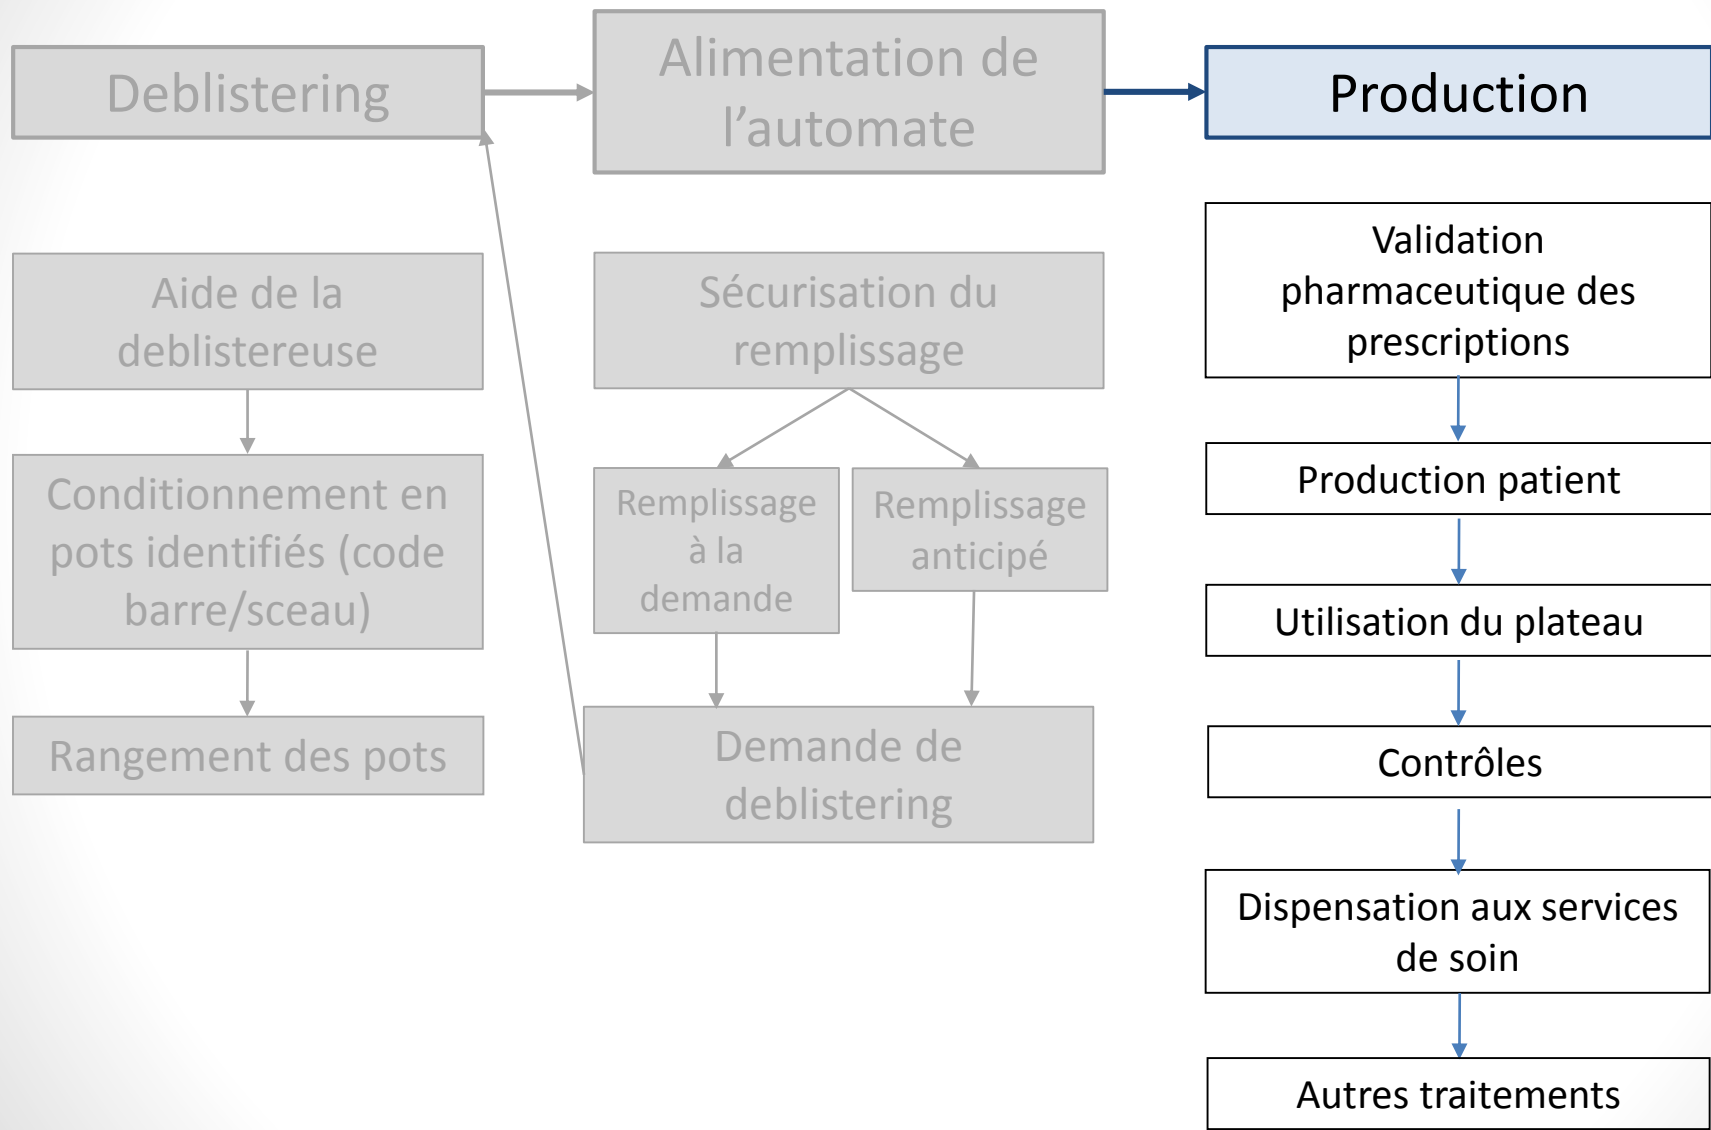 Deblistering
Alimentation de
l’automate
Production
Aide de la
deblistereuse
Conditionnement en
pots identifiés (code
barre/sceau)
Rangement des pots
Sécurisation du
remplissage
Remplissage
à la
demande
Remplissage
anticipé
Demande de
deblistering
Validation
pharmaceutique des
prescriptions
Production patient
Utilisation du plateau
Contrôles
Dispensation aux services
de soin
Autres traitements